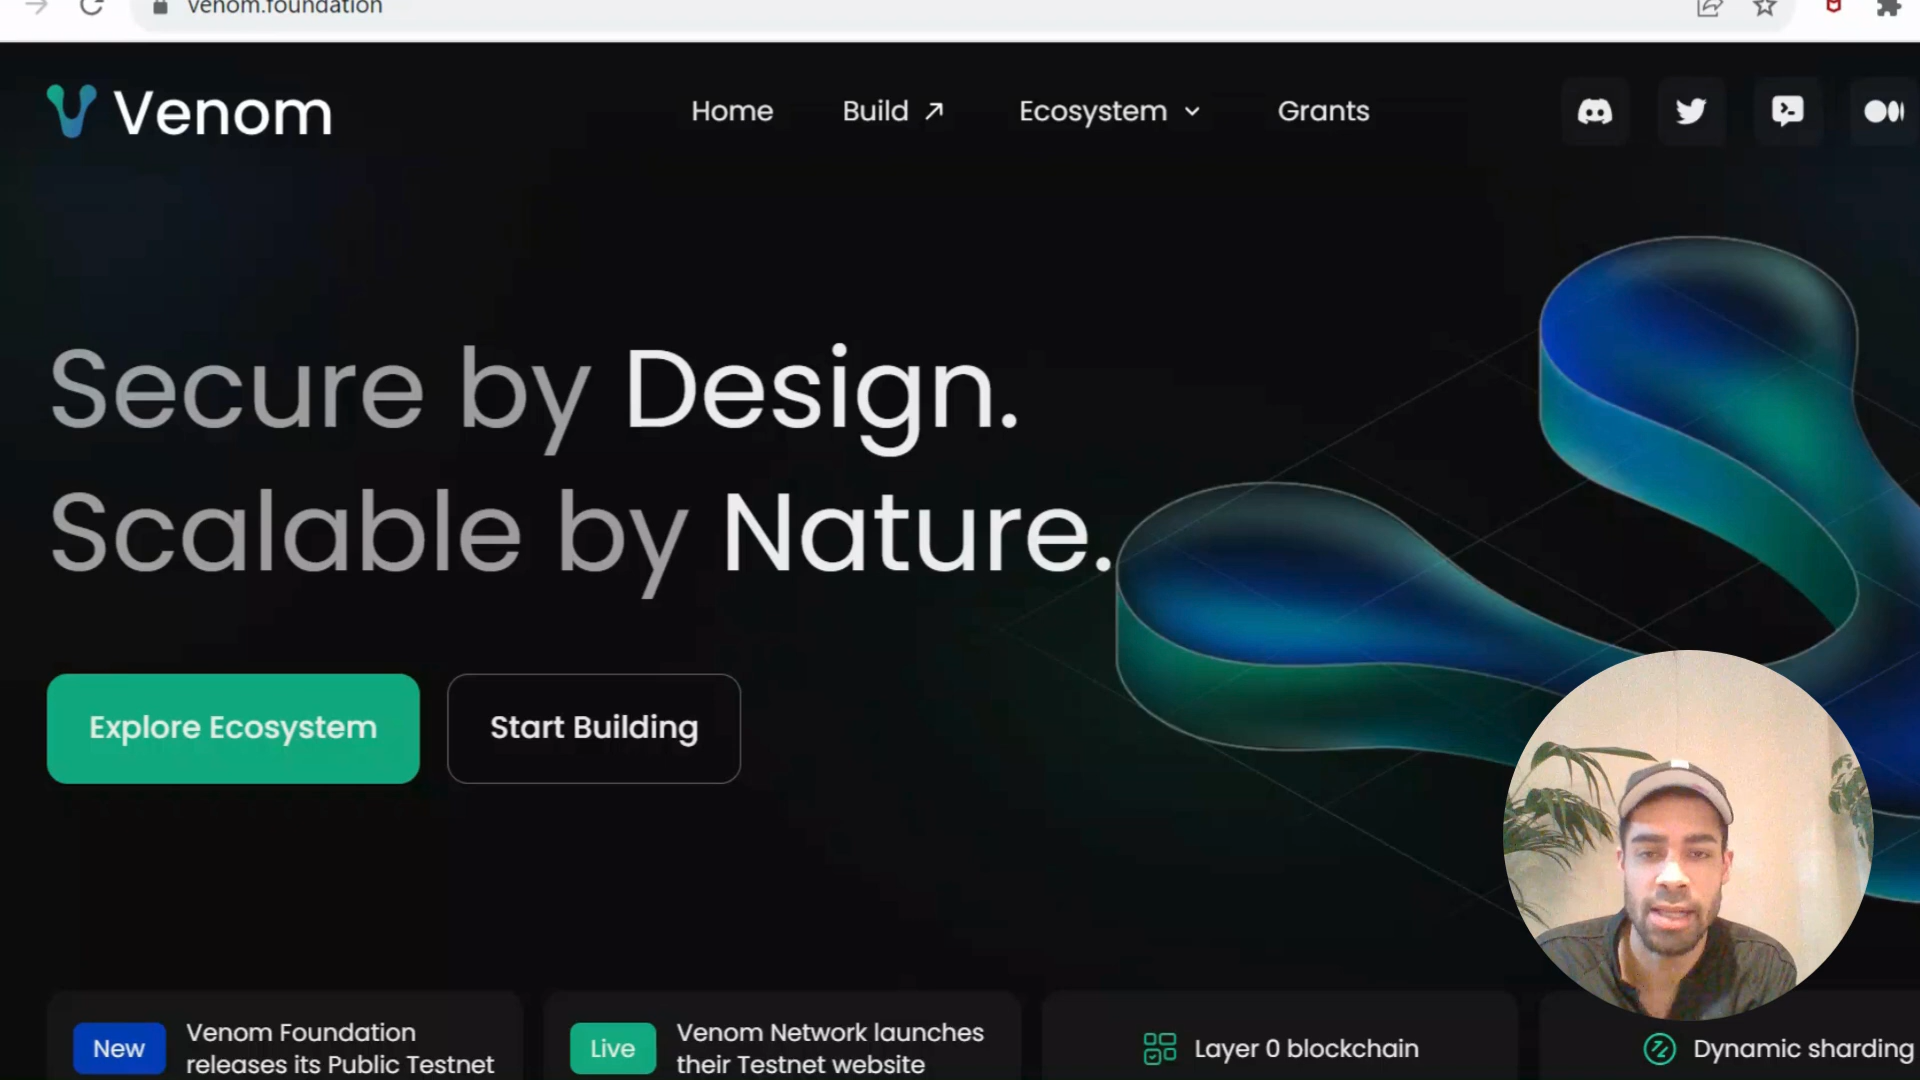 venom.foundation
Venom
Home
Build
Ecosystem
Grants
Secure by Design.
Scalable by Nature.
Explore Ecosystem
Start Building
New
Venom Foundation
releases its Public Testnet
Live
Venom Network launches
their Testnet website
Layer 0 blockchain
Dynamic sharding